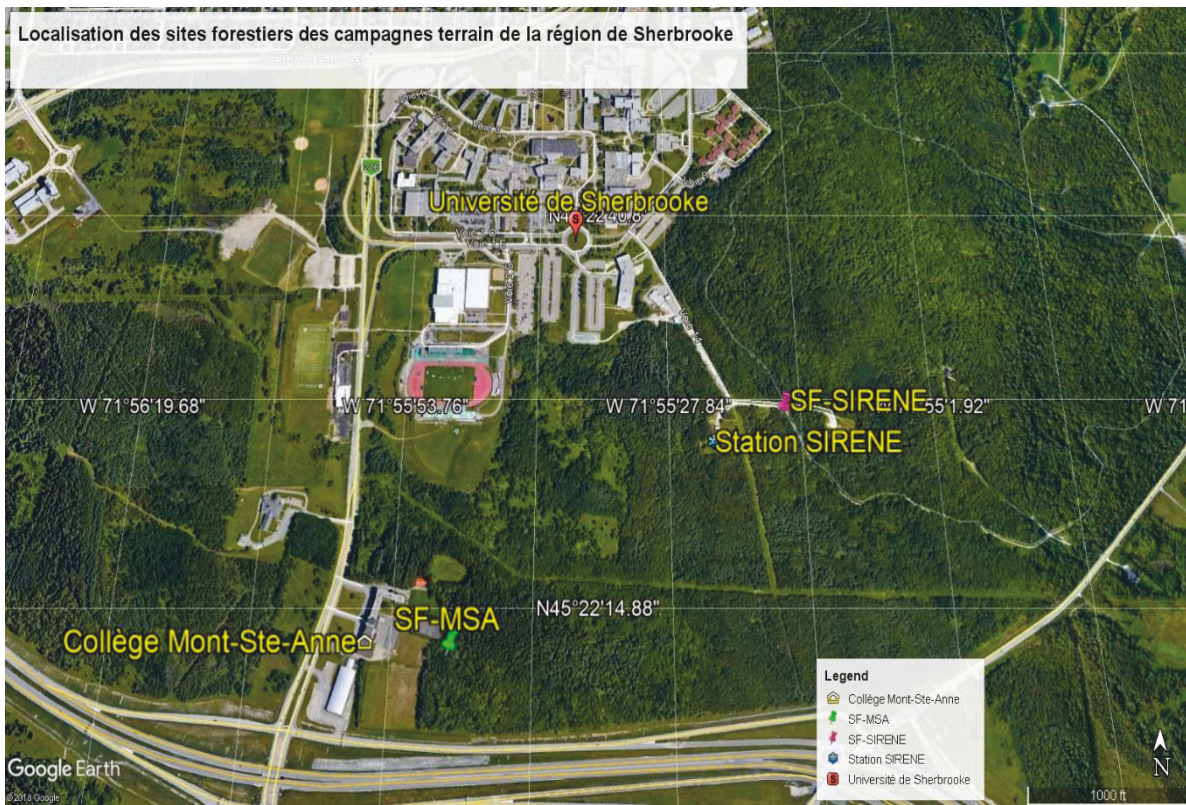 Localisation des sites forestiers des campagnes terrain de la région de Sherbrooke
Université de Sherbrooke
W 71°56'19.68"
W 71°55'53.76"
W 71°55'27.84"
55'1.92"
W 71
SF-SIRENE
Station SIRENE
N45°22'14.88"
SF-MSA
Collège Mont-Ste-Anne
Legend
Collège Mont-Ste-Anne
SF-MSA
SF-SIRENE
Station SIRENE
S Université de Sherbrooke
N
Google Earth
©2018 Google
1000 ft